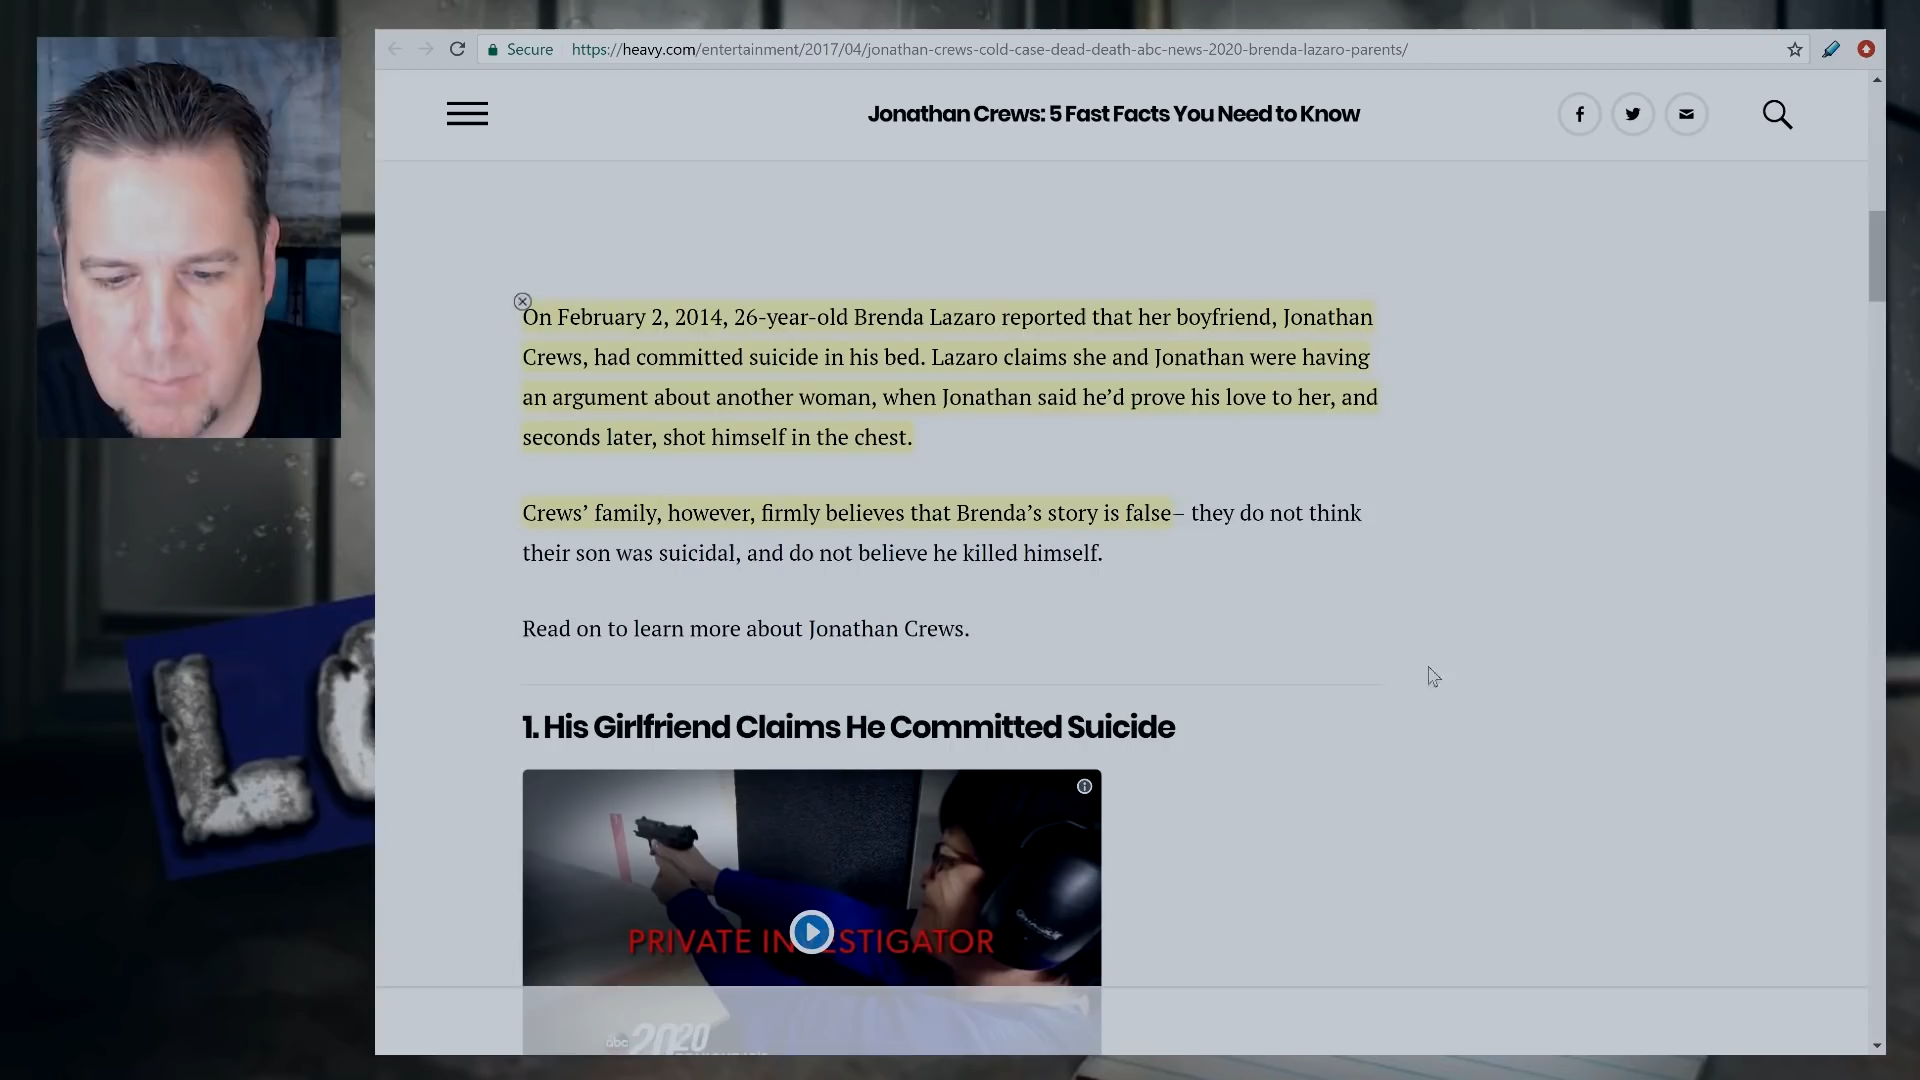 Secure https://heavy.com/entertainment/2017/04/jonathan-crews-cold-case-dead-death-abc-news-2020-brenda-lazaro-parents/
Jonathan Crews: 5 Fast Facts You Need to Know
On February 2, 2014, 26-year-old Brenda Lazaro reported that her boyfriend, Jonathan
Crews, had committed suicide in his bed. Lazaro claims she and Jonathan were having
an argument about another woman, when Jonathan said he’d prove his love to her, and
seconds later, shot himself in the chest.
Crews’ family, however, firmly believes that Brenda’s story is false– they do not think
their son was suicidal, and do not believe he killed himself.
Read on to learn more about Jonathan Crews.
LO
1. His Girlfriend Claims He Committed Suicide
PRIVATE INVESTIGATOR
abc 2020